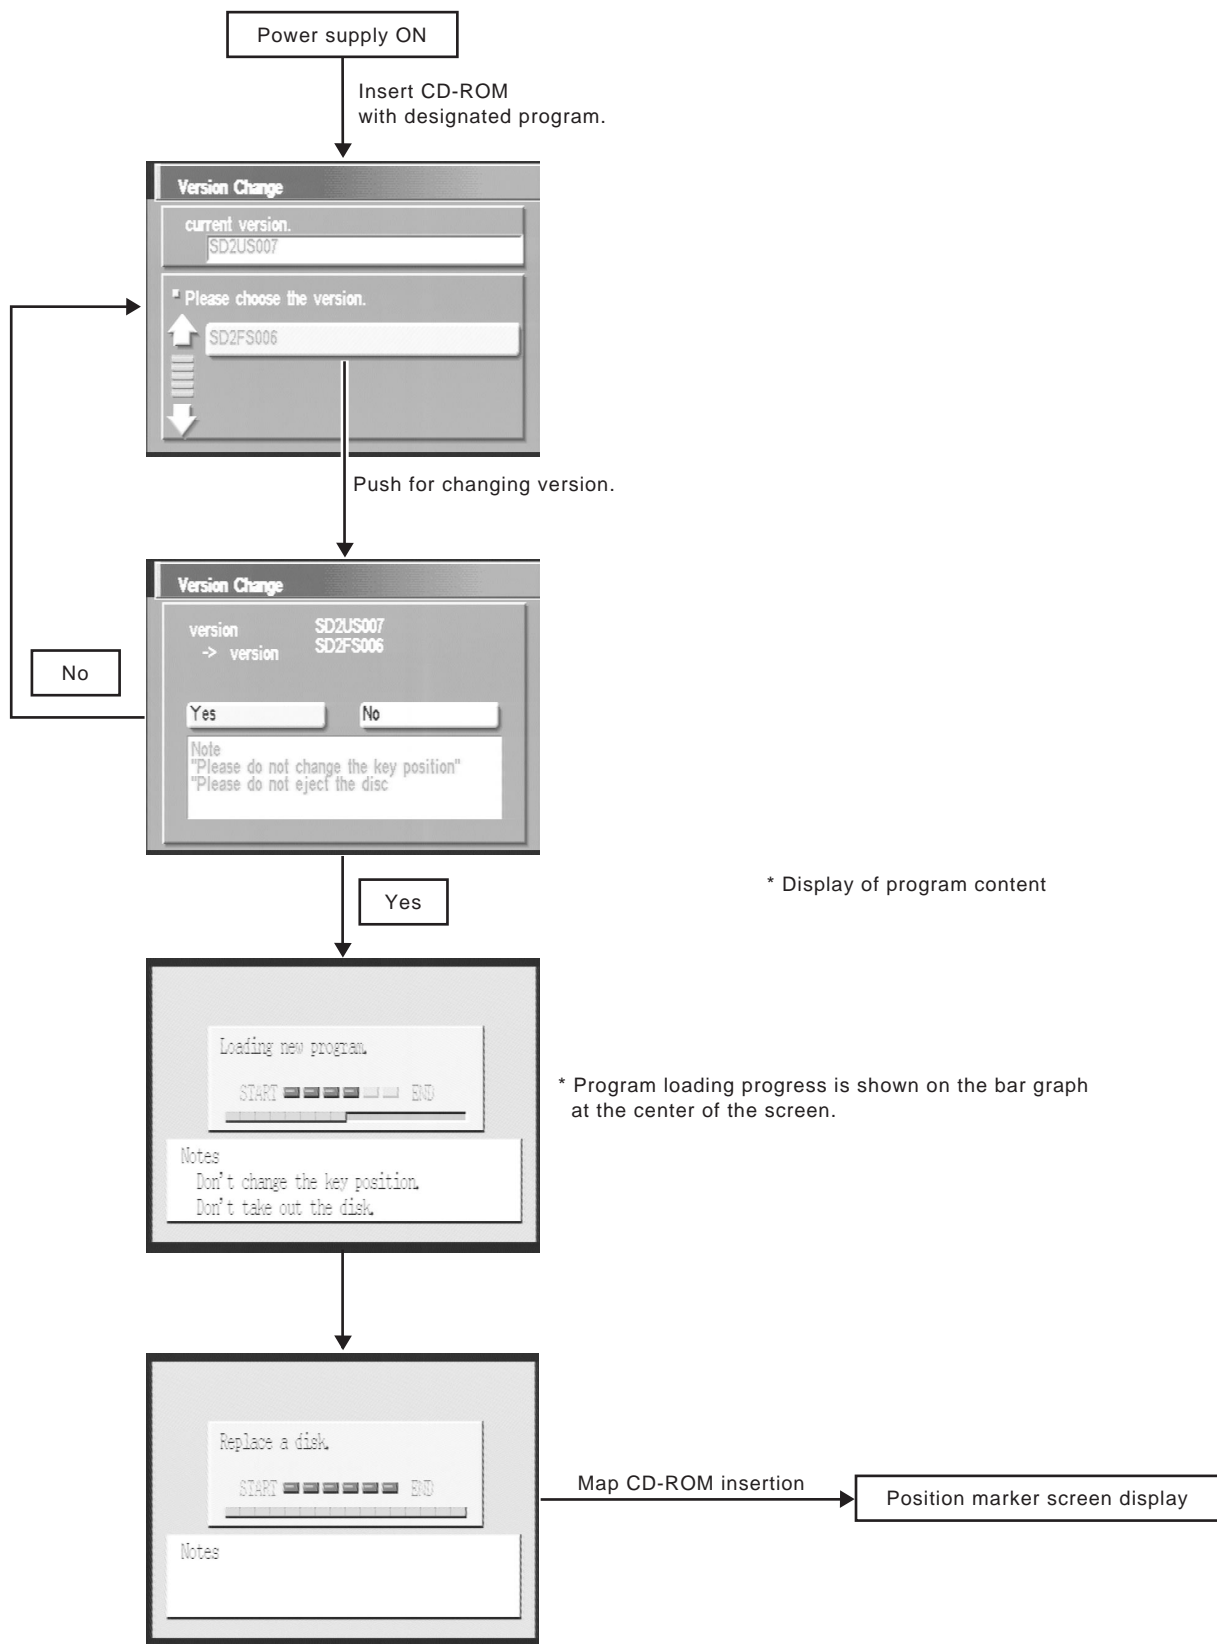 Power supply ON
Insert CD-ROM
with designated program.
Version Change
current version.
SD2US007
Please choose the version.
SD2FS006
Push for changing version.
Version Change
version SD2US007
-> version SD2FS006
No
Yes No
Note
"Please do not change the key position"
"Please do not eject the disc
* Display of program content
Yes
Loading new program.
START END
* Program loading progress is shown on the bar graph
at the center of the screen.
Notes
Don't change the key position.
Don't take out the disk.
Replace a disk.
START END
Map CD-ROM insertion
Position marker screen display
Notes